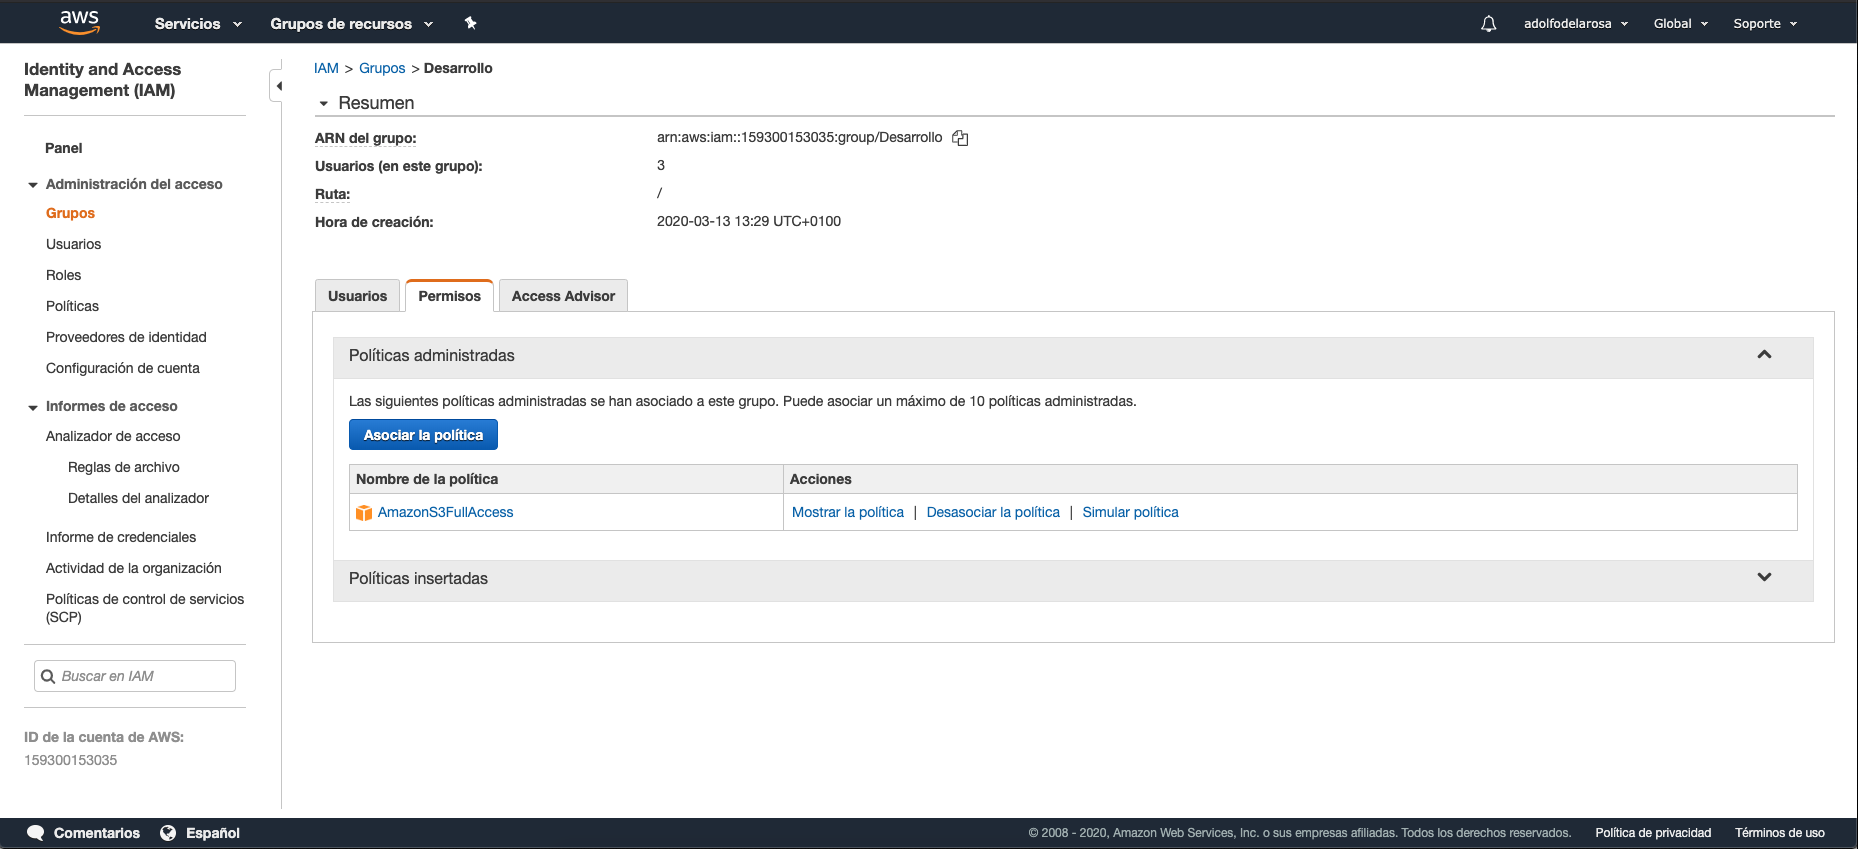 aws Servicios Grupos de recursos adolfodelarosa Global Soporte
Identity and Access
Management (IAM)
Panel
Administración del acceso
Grupos
Usuarios
Roles
Políticas
Proveedores de identidad
Configuración de cuenta
Informes de acceso
Analizador de acceso
Reglas de archivo
Detalles del analizador
Informe de credenciales
Actividad de la organización
Políticas de control de servicios
(SCP)
Buscar en IAM
ID de la cuenta de AWS:
159300153035
IAM > Grupos > Desarrollo
Resumen
ARN del grupo: arn:aws:iam::159300153035:group/Desarrollo
Usuarios (en este grupo): 3
Ruta: /
Hora de creación: 2020-03-13 13:29 UTC+0100
Usuarios Permisos Access Advisor
Políticas administradas
Las siguientes políticas administradas se han asociado a este grupo. Puede asociar un máximo de 10 políticas administradas.
Asociar la política
Nombre de la política Acciones
AmazonS3FullAccess Mostrar la política | Desasociar la política | Simular política
Políticas insertadas
Comentarios Español © 2008 - 2020, Amazon Web Services, Inc. o sus empresas afiliadas. Todos los derechos reservados. Política de privacidad Términos de uso